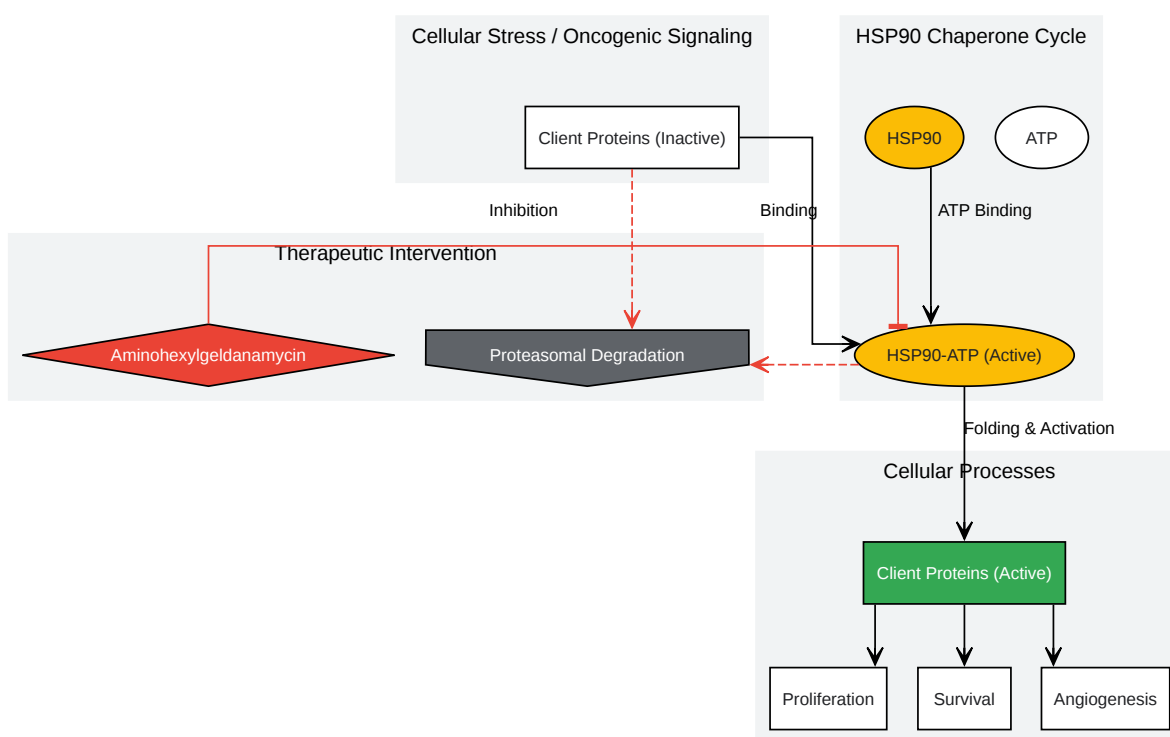 Cellular Stress / Oncogenic Signaling
HSP90 Chaperone Cycle
Client Proteins (Inactive)
HSP90
ATP
Inhibition
Binding
ATP Binding
Therapeutic Intervention
Aminohexylgeldanamycin
Proteasomal Degradation
HSP90-ATP (Active)
Folding & Activation
Cellular Processes
Client Proteins (Active)
Proliferation
Survival
Angiogenesis